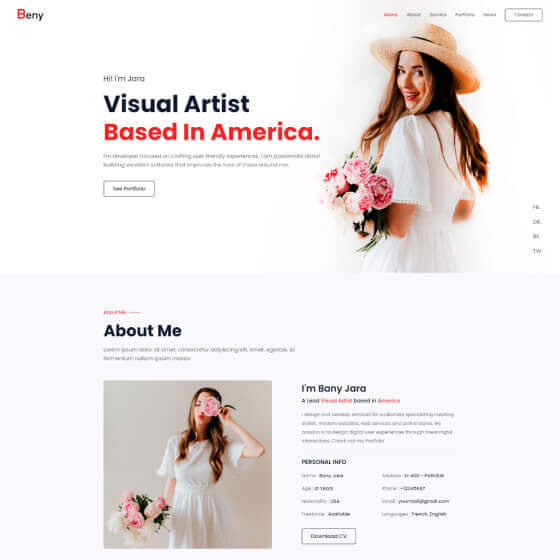 Beny
Home About Service Portfolio News Contact
Hi! I'm Jara
Visual Artist
Based In America.
I'm developer focused on crafting user friendly experiences, I am passionate about
building excellent software that improves the lives of those around me.
See Portfolio
FB.
DR.
BE.
TW.
About Me
About Me
Lorem ipsum dolor sit amet, consectetur adipiscing elit. Amet, egestas, id
fermentum nullam ipsum massa.
I'm Bany Jara
A Lead Visual Artist based in America
I design and develop services for customers specializing creating
stylish, modern websites, web services and online stores. My
passion is to design digital user experiences through meaningful
interactions. Check out my Portfolio
PERSONAL INFO
Name : Bany Jara
Address :
Age : 21 Years
Phone : +12345687
Nationality : USA
Email : yourmail@gmail.com
Freelance : Available
Languages : French, English
Download CV